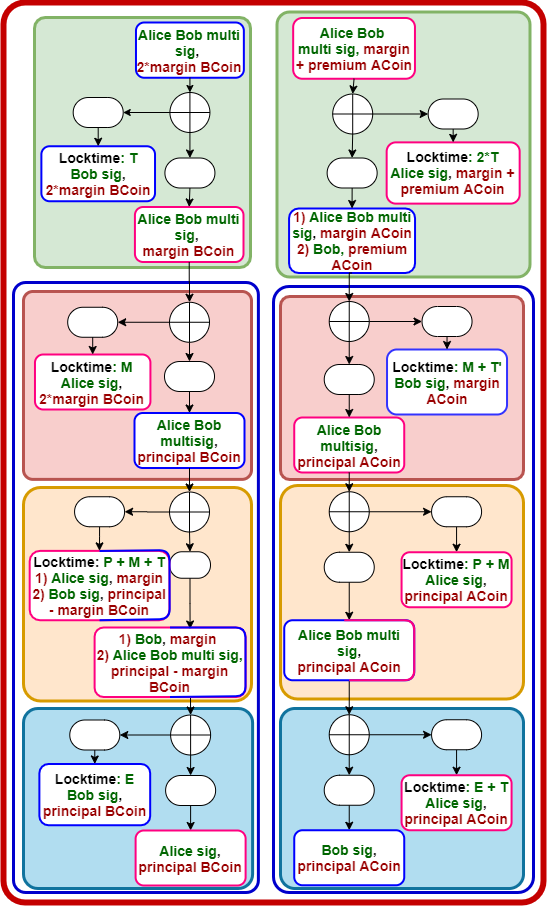 Alice Bob multi
sig,
2*margin BCoin
Locktime: T
Bob sig,
2*margin BCoin
Alice Bob multi
sig,
margin BCoin
Alice Bob
multi sig, margin
+ premium ACoin
Locktime: 2*T
Alice sig, margin +
premium ACoin
1) Alice Bob multi
sig, margin ACoin
2) Bob, premium
ACoin
Locktime: M
Alice sig,
2*margin BCoin
Alice Bob
multisig,
principal BCoin
Locktime: M + T'
Bob sig, margin
ACoin
Alice Bob
multisig,
principal ACoin
Locktime: P + M + T
1) Alice sig, margin
2) Bob sig, principal
- margin BCoin
1) Bob, margin
2) Alice Bob multi sig,
principal - margin
BCoin
Locktime: P + M
Alice sig,
principal ACoin
Alice Bob multi
sig,
principal ACoin
Locktime: E
Bob sig,
principal BCoin
Alice sig,
principal BCoin
Locktime: E + T
Alice sig,
principal ACoin
Bob sig,
principal ACoin